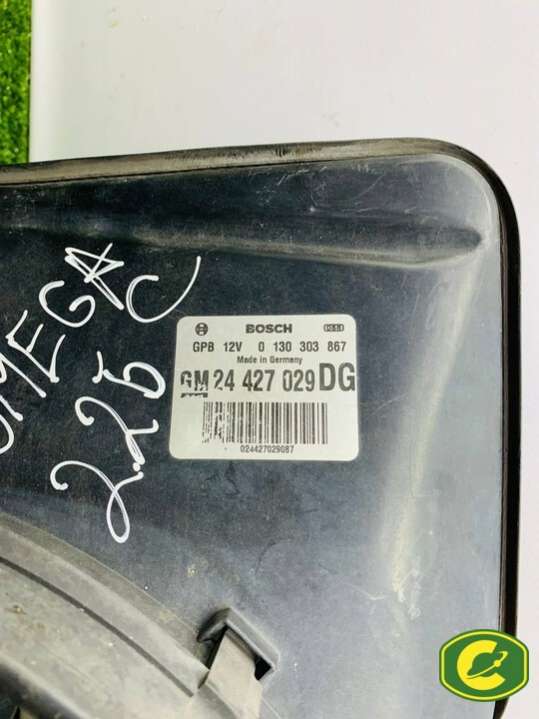 OMEGA
2.2 5 C
BOSCH
GPB 12V 0 130 303 867
Made in Germany
GM 24 427 029 DG
024427029087
C